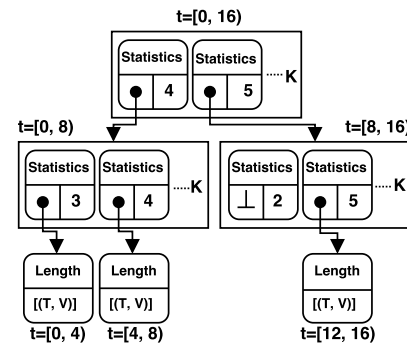 t=[0, 16)
Statistics Statistics
4 5 ..... K
t=[0, 8) t=[8, 16)
Statistics Statistics Statistics Statistics
3 4 ..... K ⊥ 2 5 ..... K
Length Length Length
[(T, V)] [(T, V)] [(T, V)]
t=[0, 4) t=[4, 8) t=[12, 16)